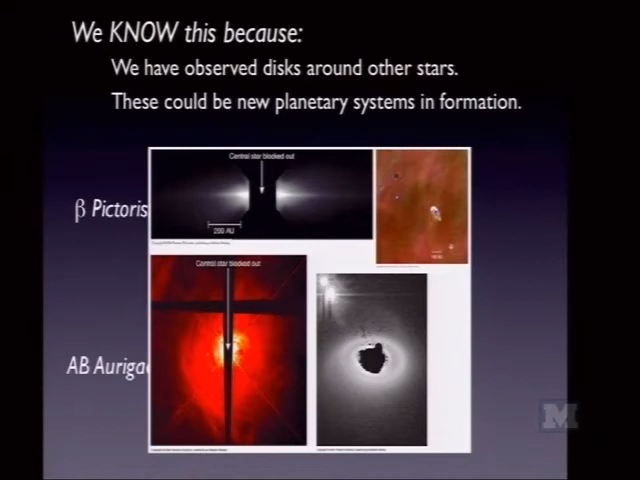 We KNOW this because:
We have observed disks around other stars.
These could be new planetary systems in formation.
Central star blocked out
β Pictoris
200 AU
Central star blocked out
AB Auriga
M